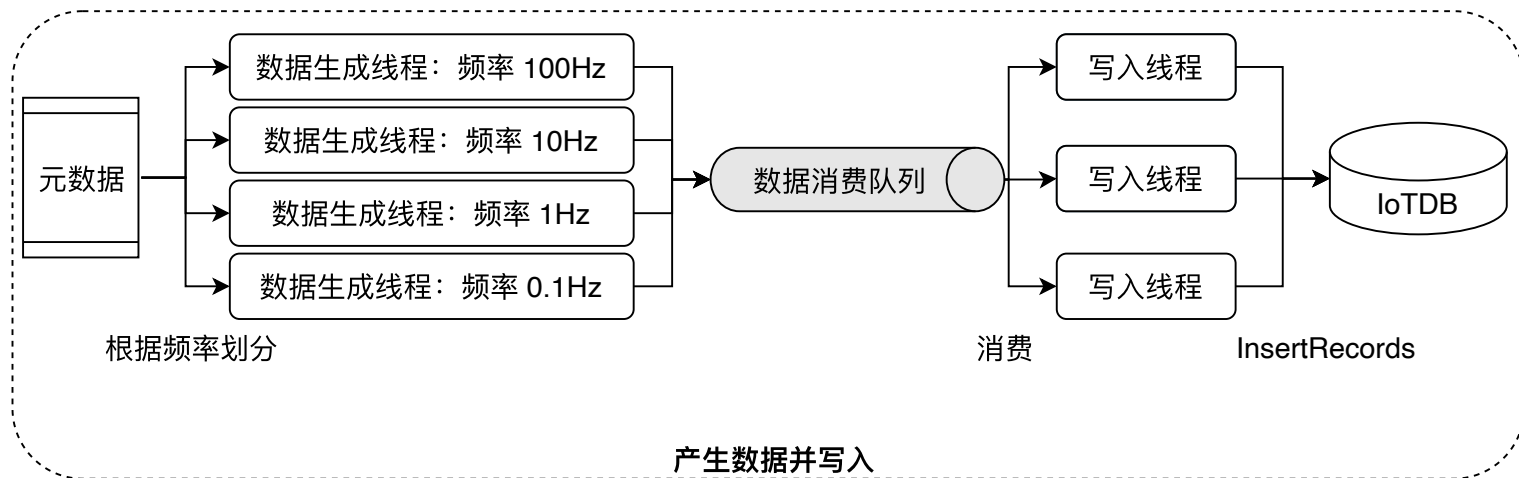 元数据
数据生成线程：频率 100Hz
数据生成线程：频率 10Hz
数据生成线程：频率 1Hz
数据生成线程：频率 0.1Hz
根据频率划分
数据消费队列
消费
写入线程
写入线程
写入线程
InsertRecords
IoTDB
产生数据并写入